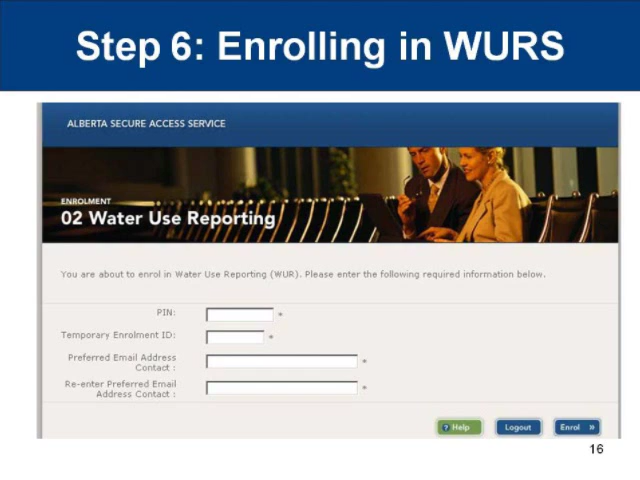 Step 6: Enrolling in WURS
ALBERTA SECURE ACCESS SERVICE
ENROLMENT
02 Water Use Reporting
You are about to enrol in Water Use Reporting (WUR). Please enter the following required information below.
PIN: *
Temporary Enrolment ID: *
Preferred Email Address
Contact : *
Re-enter Preferred Email
Address Contact : *
? Help Logout Enrol »
16